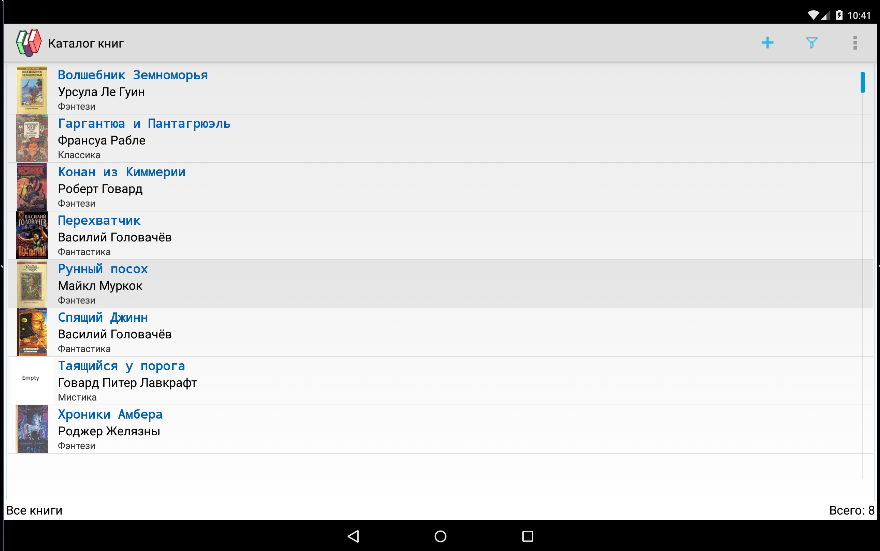 10:41
Каталог книг
Волшебник Земноморья
Урсула Ле Гуин
Фэнтези
Гаргантюа и Пантагрюэль
Франсуа Рабле
Классика
Конан из Киммерии
Роберт Говард
Фэнтези
Перехватчик
Василий Головачёв
Фантастика
Рунный посох
Майкл Муркок
Фэнтези
Спящий Джинн
Василий Головачёв
Фантастика
Empty
Таящийся у порога
Говард Питер Лавкрафт
Мистика
Хроники Амбера
Роджер Желязны
Фэнтези
Все книги
Всего: 8